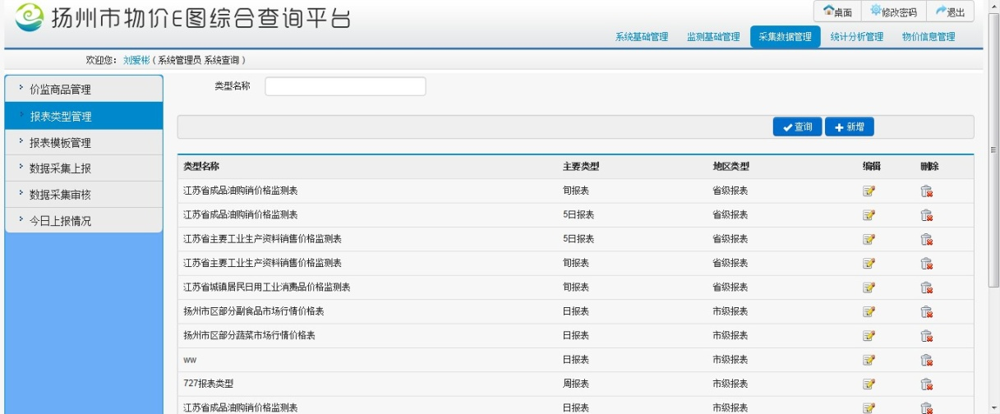 扬州市物价E图综合查询平台
桌面 修改密码 退出
系统基础管理 监测基础管理 采集数据管理 统计分析管理 物价信息管理
欢迎您: 刘爱彬 ( 系统管理员 系统查询 )
价监商品管理
报表类型管理
报表模板管理
数据采集上报
数据采集审核
今日上报情况
类型名称
查询 新增
类型名称 主要类型 地区类型 编辑 删除
江苏省成品油购销价格监测表 旬报表 省级报表
江苏省成品油购销价格监测表 5日报表 省级报表
江苏省主要工业生产资料销售价格监测表 5日报表 省级报表
江苏省主要工业生产资料销售价格监测表 旬报表 省级报表
江苏省城镇居民日用工业消费品价格监测表 旬报表 省级报表
扬州市区部分副食品市场行情价格表 日报表 市级报表
扬州市区部分蔬菜市场行情价格表 日报表 市级报表
ww 日报表 市级报表
727报表类型 周报表 市级报表
江苏省成品油购销价格监测表 日报表 省级报表